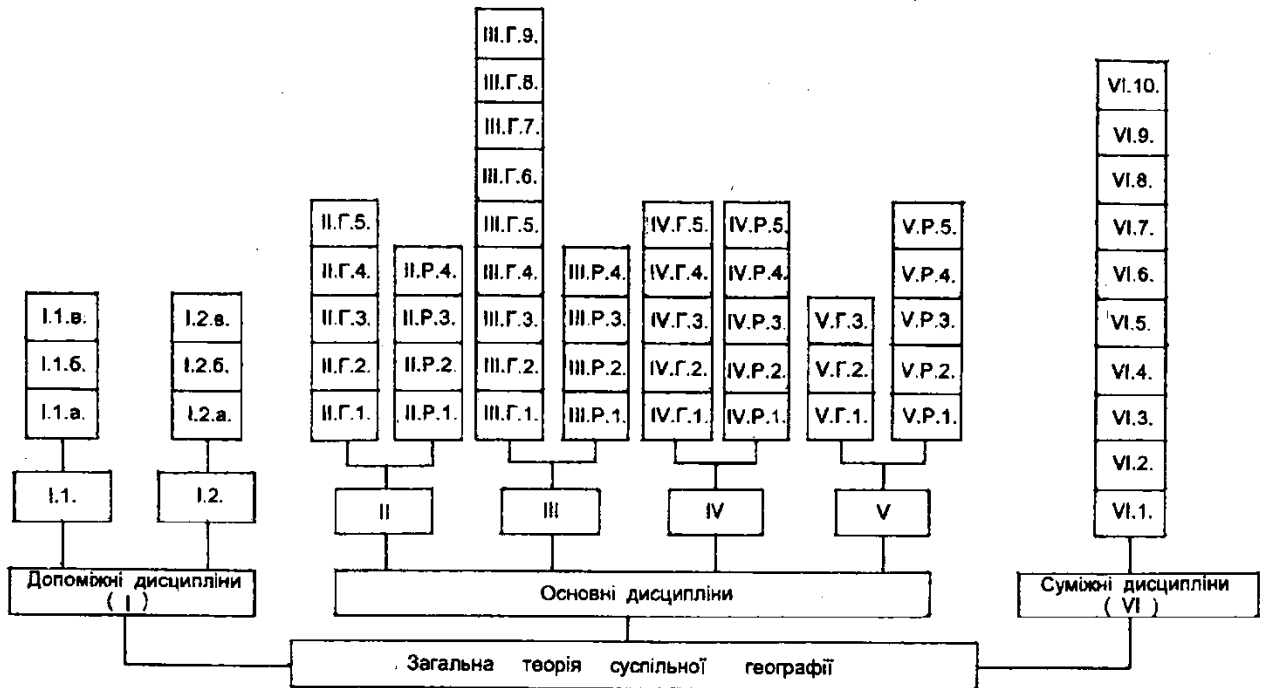 III.Г.9.
III.Г.8.
VI.10.
III.Г.7.
VI.9.
III.Г.6.
VI.8.
II.Г.5.
III.Г.5.
IV.Г.5.
IV.Р.5.
V.Р.5.
VI.7.
II.Г.4.
II.Р.4.
III.Г.4.
III.Р.4.
IV.Г.4.
IV.Р.4.
V.Р.4.
VI.6.
I.1.в.
I.2.в.
II.Г.3.
II.Р.3.
III.Г.3.
III.Р.3.
IV.Г.3.
IV.Р.3.
V.Г.3.
V.Р.3.
VI.5.
I.1.б.
I.2.б.
II.Г.2.
II.Р.2.
III.Г.2.
III.Р.2.
IV.Г.2.
IV.Р.2.
V.Г.2.
V.Р.2.
VI.4.
I.1.а.
I.2.а.
II.Г.1.
II.Р.1.
III.Г.1.
III.Р.1.
IV.Г.1.
IV.Р.1.
V.Г.1.
V.Р.1.
VI.3.
VI.2.
I.1.
I.2.
II
III
IV
V
VI.1.
Допоміжні дисципліни
( I )
Основні дисципліни
Суміжні дисципліни
( VI )
Загальна теорія суспільної географії